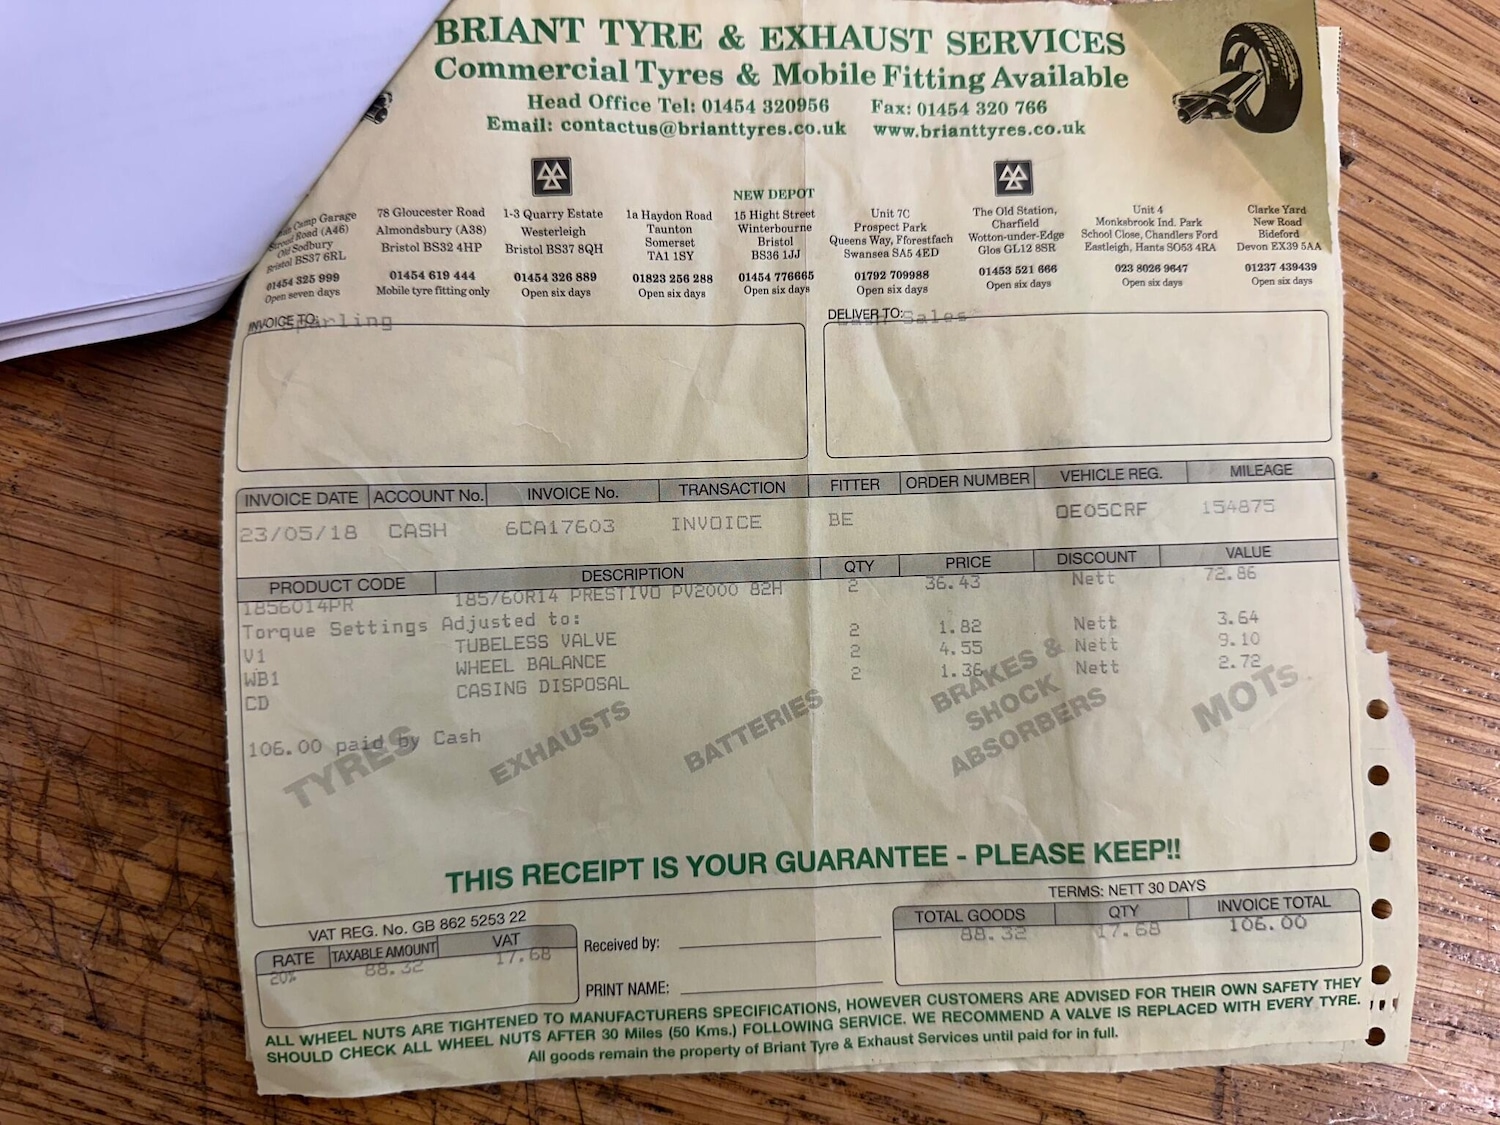 BRIANT TYRE & EXHAUST SERVICES
Commercial Tyres & Mobile Fitting Available
Head Office Tel: 01454 320956 Fax: 01454 320 766
Email: contactus@brianttyres.co.uk www.brianttyres.co.uk
Camp Garage
Road (A46)
Old Sodbury
Bristol BS37 6RL
01454 325 999
Open seven days
78 Gloucester Road
Almondsbury (A38)
Bristol BS32 4HP
01454 619 444
Mobile tyre fitting only
1-3 Quarry Estate
Westerleigh
Bristol BS37 8QH
01454 326 889
Open six days
1a Haydon Road
Taunton
Somerset
TA1 1SY
01823 256 288
Open six days
NEW DEPOT
15 Hight Street
Winterbourne
Bristol
BS36 1JJ
01454 776665
Open six days
Unit 7C
Prospect Park
Queens Way, Fforestfach
Swansea SA5 4ED
01792 709988
Open six days
The Old Station,
Charfield
Wotton-under-Edge
Glos GL12 8SR
01453 521 666
Open six days
Unit 4
Monksbrook Ind. Park
School Close, Chandlers Ford
Eastleigh, Hants SO53 4RA
023 8026 9647
Open six days
Clarke Yard
New Road
Bideford
Devon EX39 5AA
01237 439439
Open six days
INVOICE TO:
DELIVER TO: Sales
INVOICE DATE ACCOUNT No. INVOICE No. TRANSACTION FITTER ORDER NUMBER VEHICLE REG. MILEAGE
23/05/18 CASH 6CA17603 INVOICE BE OE05CRF 154875
PRODUCT CODE DESCRIPTION QTY PRICE DISCOUNT VALUE
1856014PR 185/60R14 PRESTIVO PV2000 82H 2 36.43 Nett 72.86
Torque Settings Adjusted to:
V1 TUBELESS VALVE 2 1.82 Nett 3.64
WB1 WHEEL BALANCE 2 4.55 Nett 9.10
CD CASING DISPOSAL 2 1.36 Nett 2.72
106.00 paid by Cash
TYRES
EXHAUSTS
BATTERIES
BRAKES &
SHOCK
ABSORBERS
MOTs
THIS RECEIPT IS YOUR GUARANTEE - PLEASE KEEP!!
TERMS: NETT 30 DAYS
VAT REG. No. GB 862 5253 22
RATE TAXABLE AMOUNT VAT
20% 88.32 17.68
Received by:
PRINT NAME:
TOTAL GOODS QTY INVOICE TOTAL
88.32 17.68 106.00
ALL WHEEL NUTS ARE TIGHTENED TO MANUFACTURERS SPECIFICATIONS, HOWEVER CUSTOMERS ARE ADVISED FOR THEIR OWN SAFETY THEY
SHOULD CHECK ALL WHEEL NUTS AFTER 30 Miles (50 Kms.) FOLLOWING SERVICE. WE RECOMMEND A VALVE IS REPLACED WITH EVERY TYRE.
All goods remain the property of Briant Tyre & Exhaust Services until paid for in full.